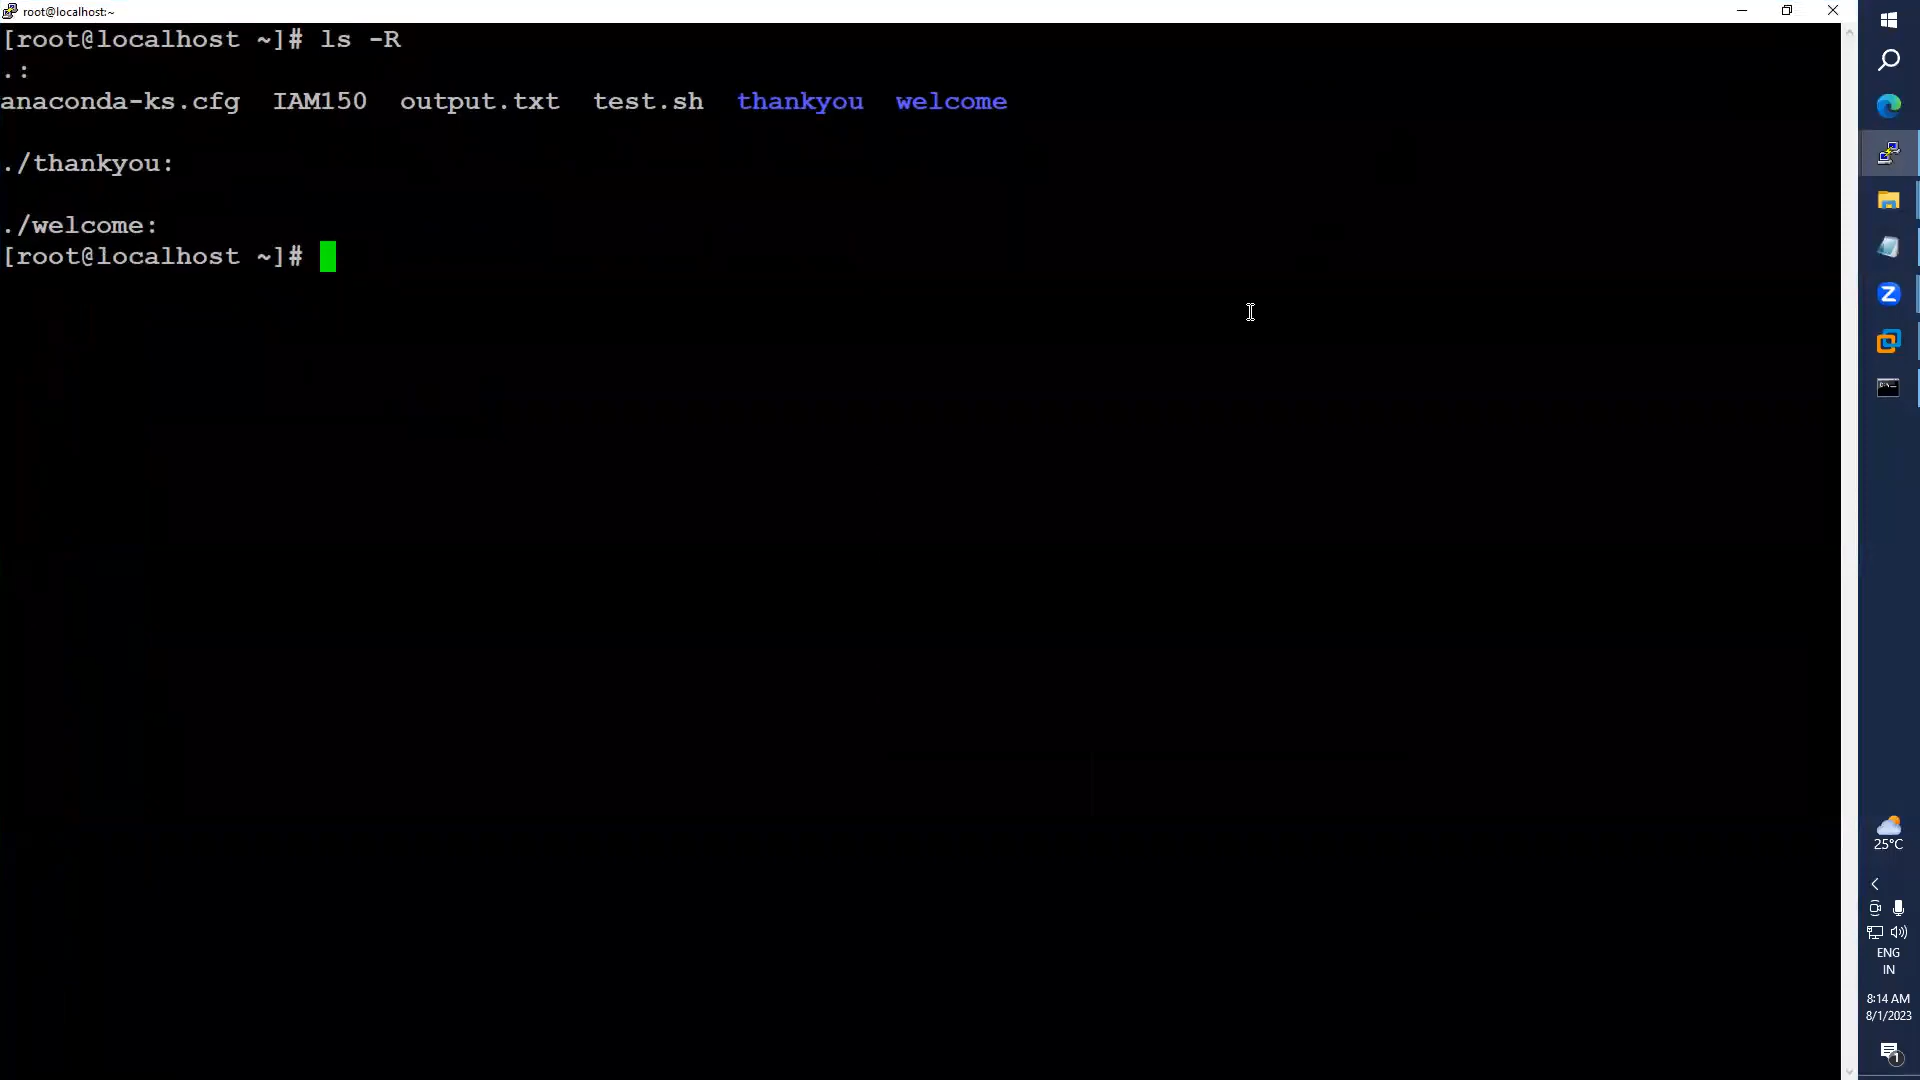 root@localhost:~
[root@localhost ~]# ls -R
.:
anaconda-ks.cfg  IAM150  output.txt  test.sh  thankyou  welcome
./thankyou:
./welcome:
[root@localhost ~]#
25°C
ENG
IN
8:14 AM
8/1/2023
1